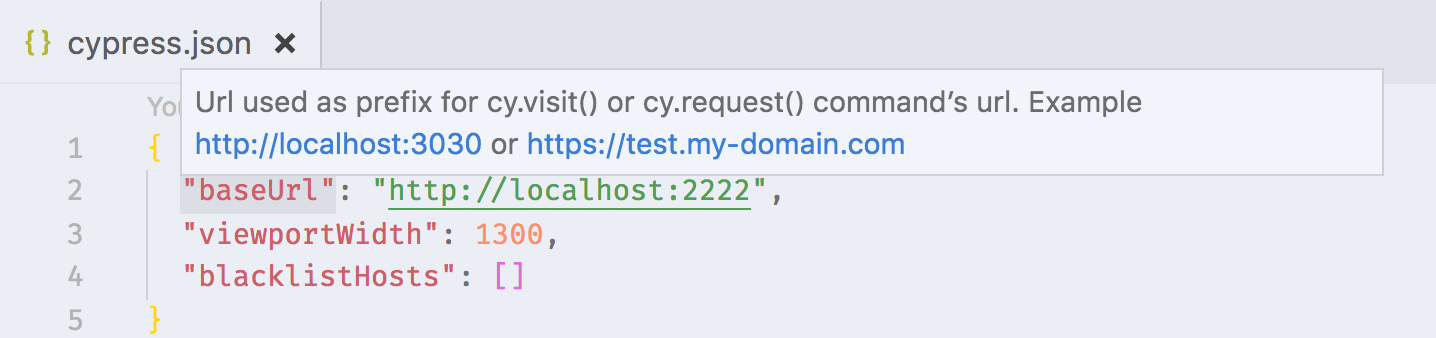 { } cypress.json ×
Url used as prefix for cy.visit() or cy.request() command’s url. Example
http://localhost:3030 or https://test.my-domain.com
1 {
2 "baseUrl": "http://localhost:2222",
3 "viewportWidth": 1300,
4 "blacklistHosts": []
5 }